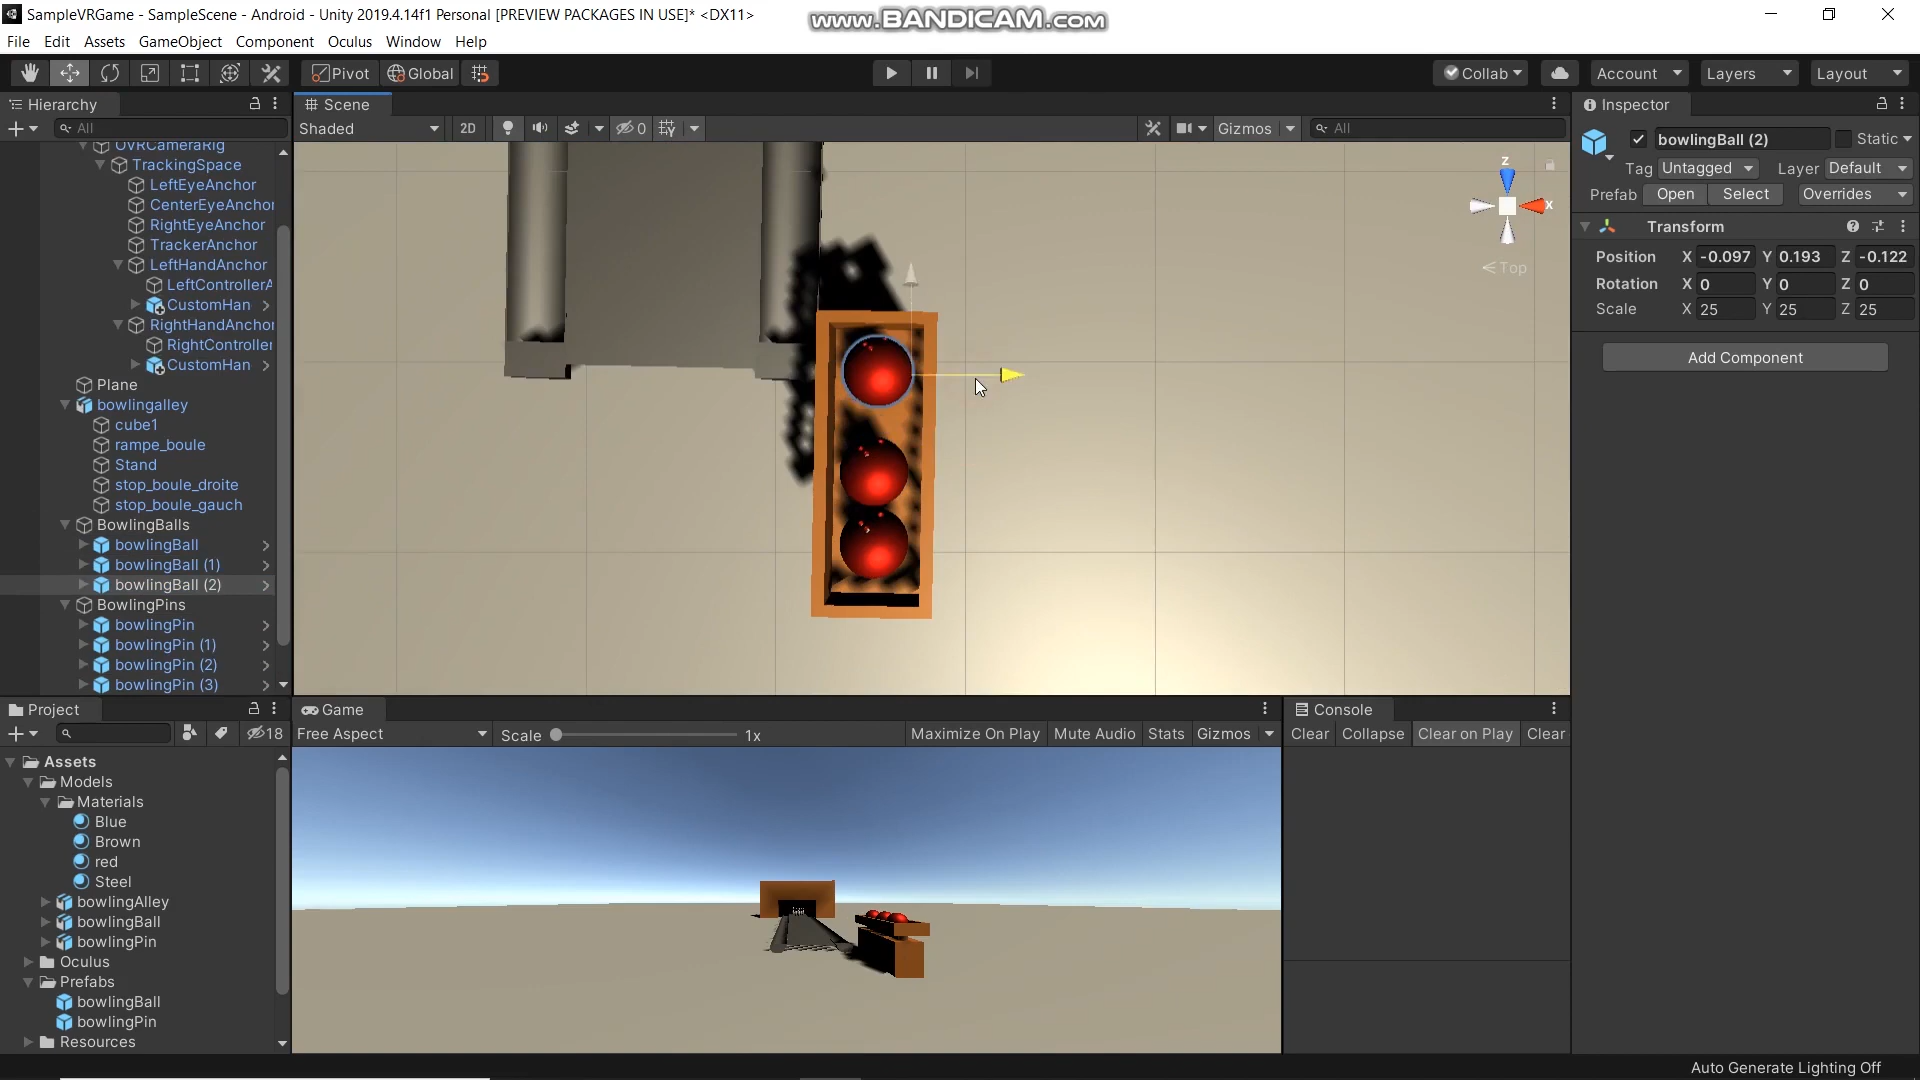 SampleVRGame - SampleScene - Android - Unity 2019.4.14f1 Personal [PREVIEW PACKAGES IN USE]* <DX11>
www.BANDICAM.com
File Edit Assets GameObject Component Oculus Window Help
Pivot Global Collab Account Layers Layout
Hierarchy
All
OVRCameraRig
TrackingSpace
LeftEyeAnchor
CenterEyeAncho
RightEyeAnchor
TrackerAnchor
LeftHandAnchor
LeftControllerA
CustomHan
RightHandAncho
RightController
CustomHan
Plane
bowlingalley
cube1
rampe_boule
Stand
stop_boule_droite
stop_boule_gauch
BowlingBalls
bowlingBall
bowlingBall (1)
bowlingBall (2)
BowlingPins
bowlingPin
bowlingPin (1)
bowlingPin (2)
bowlingPin (3)
Scene
Shaded 2D 0 Gizmos All
z
x
Top
Inspector
bowlingBall (2) Static
Tag Untagged Layer Default
Prefab Open Select Overrides
Transform
Position X -0.097 Y 0.193 Z -0.122
Rotation X 0 Y 0 Z 0
Scale X 25 Y 25 Z 25
Add Component
Project
18
Assets
Models
Materials
Blue
Brown
red
Steel
bowlingAlley
bowlingBall
bowlingPin
Oculus
Prefabs
bowlingBall
bowlingPin
Resources
Game
Free Aspect Scale 1x Maximize On Play Mute Audio Stats Gizmos
Console
Clear Collapse Clear on Play Clear
Auto Generate Lighting Off